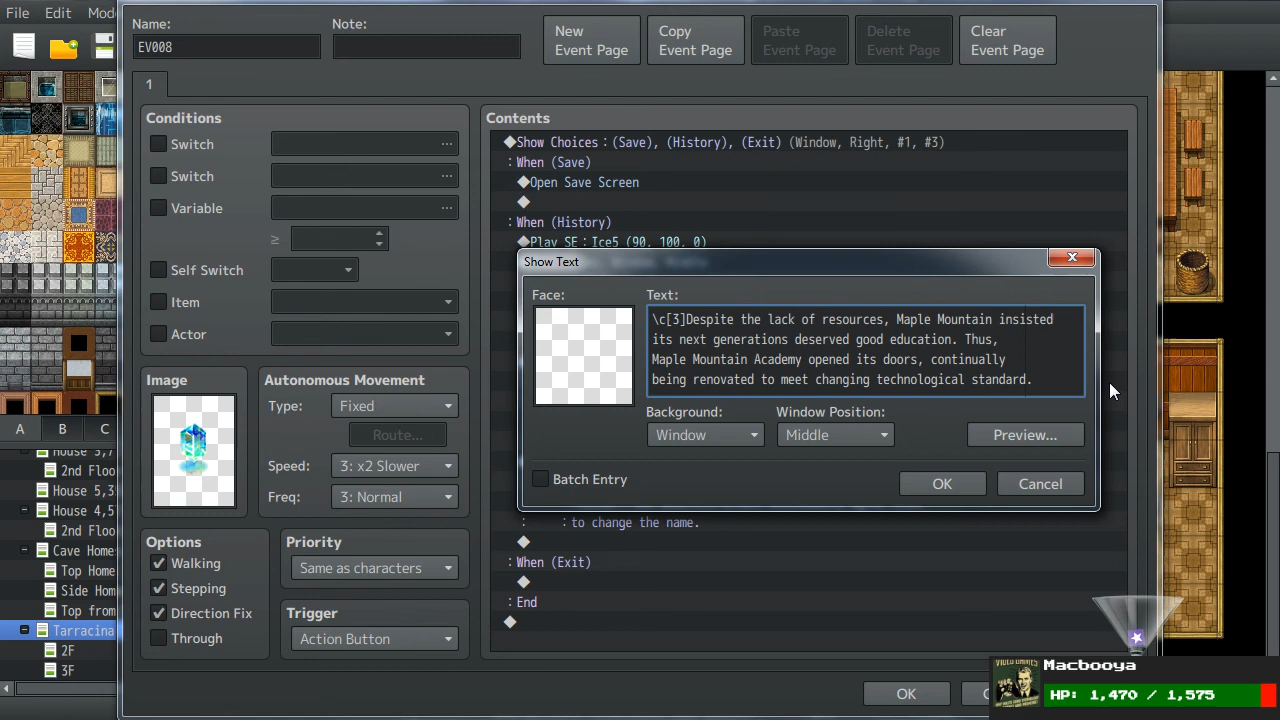 File Edit Mod
Name:
Note:
EV008
New Event Page
Copy Event Page
Paste Event Page
Delete Event Page
Clear Event Page
1
Conditions
Switch ...
Switch ...
Variable ...
≥
Self Switch
Item
Actor
Image
Autonomous Movement
Type: Fixed
Route...
Speed: 3: x2 Slower
Freq: 3: Normal
Options
Walking
Stepping
Direction Fix
Through
Priority
Same as characters
Trigger
Action Button
Contents
◆Show Choices：(Save), (History), (Exit) (Window, Right, #1, #3)
：When (Save)
◆Open Save Screen
◆
：When (History)
◆Play SE：Ice5 (90, 100, 0)
Show Text
Face:
Text:
\c[3]Despite the lack of resources, Maple Mountain insisted
its next generations deserved good education. Thus,
Maple Mountain Academy opened its doors, continually
being renovated to meet changing technological standard.
Background:
Window
Window Position:
Middle
Preview...
Batch Entry
OK
Cancel
：   ：to change the name.
◆
：When (Exit)
◆
：End
◆
OK
A B C
2nd Floo
House 5,3
House 4,5
2nd Floo
Cave Home
Top Home
Side Hom
Top from
Tarracina
2F
3F
VIDEO GAMES
Macbooya
HP: 1,470 / 1,575